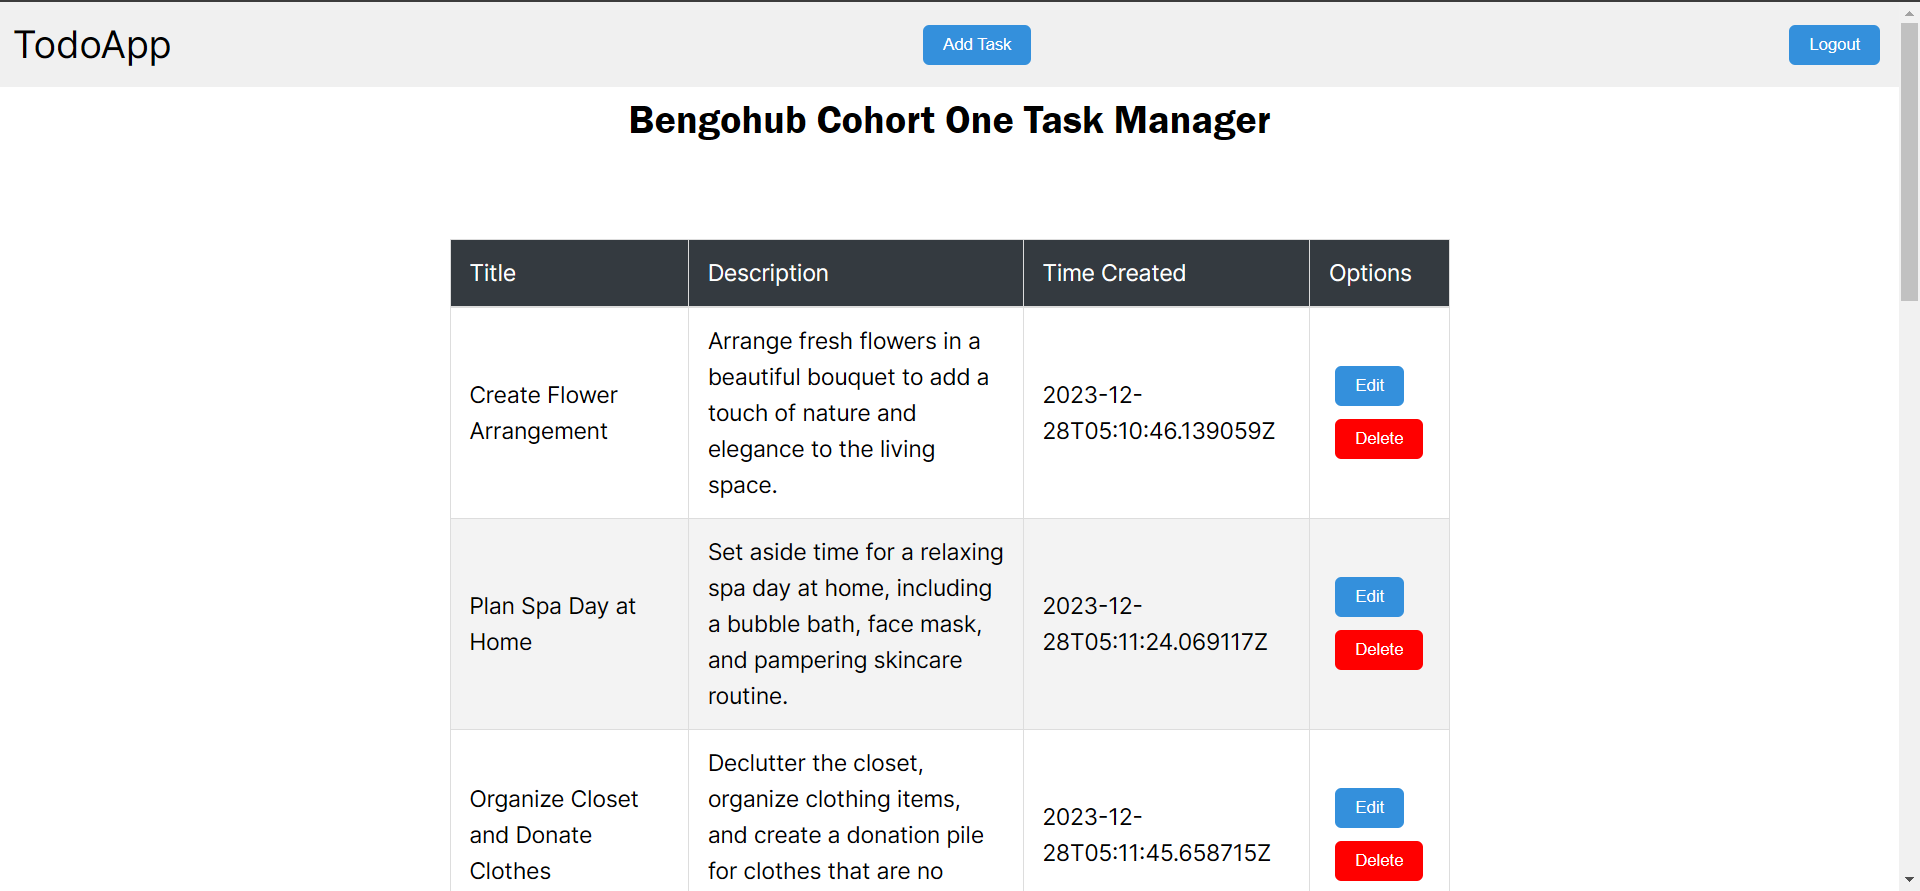 TodoApp
Add Task
Logout
Bengohub Cohort One Task Manager
Title
Description
Time Created
Options
Create Flower
Arrangement
Arrange fresh flowers in a
beautiful bouquet to add a
touch of nature and
elegance to the living
space.
2023-12-
28T05:10:46.139059Z
Edit
Delete
Plan Spa Day at
Home
Set aside time for a relaxing
spa day at home, including
a bubble bath, face mask,
and pampering skincare
routine.
2023-12-
28T05:11:24.069117Z
Edit
Delete
Organize Closet
and Donate
Clothes
Declutter the closet,
organize clothing items,
and create a donation pile
for clothes that are no
2023-12-
28T05:11:45.658715Z
Edit
Delete